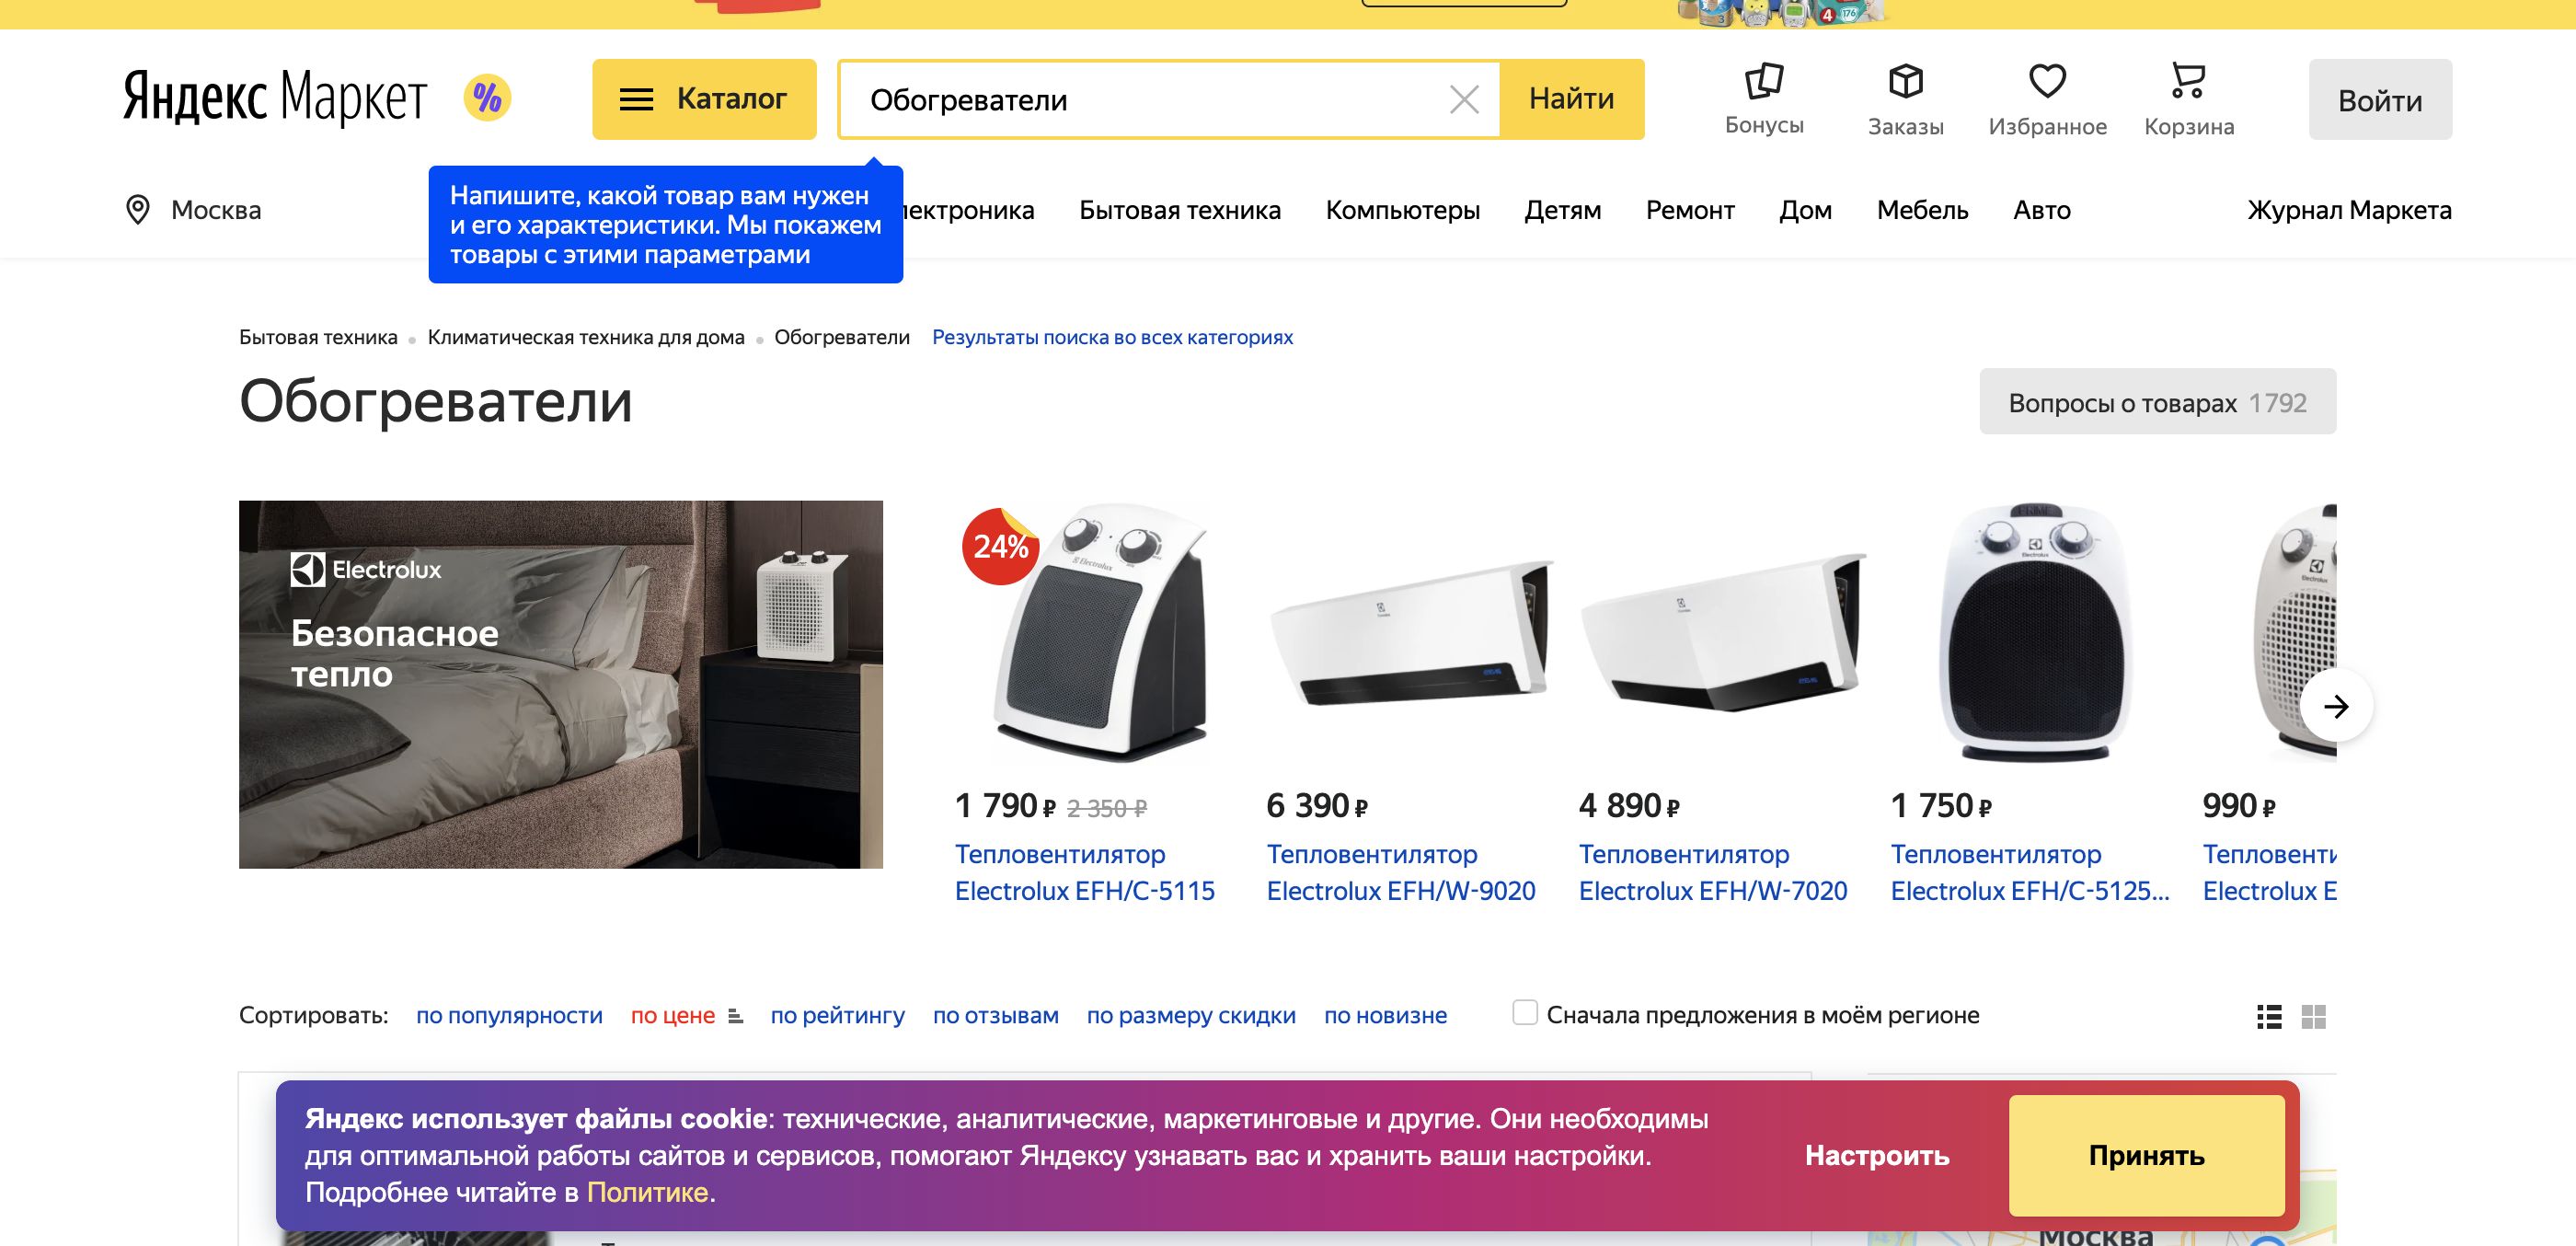 Яндекс Маркет
%
Каталог
Обогреватели
Найти
Бонусы
Заказы
Избранное
Корзина
Войти
Москва
Напишите, какой товар вам нужен
и его характеристики. Мы покажем
товары с этими параметрами
лектроника
Бытовая техника
Компьютеры
Детям
Ремонт
Дом
Мебель
Авто
Журнал Маркета
Бытовая техника
Климатическая техника для дома
Обогреватели
Результаты поиска во всех категориях
Обогреватели
Вопросы о товарах 1792
Electrolux
Безопасное
тепло
24%
1 790 ₽ 2 350 ₽
Тепловентилятор
Electrolux EFH/C-5115
6 390 ₽
Тепловентилятор
Electrolux EFH/W-9020
4 890 ₽
Тепловентилятор
Electrolux EFH/W-7020
1 750 ₽
Тепловентилятор
Electrolux EFH/C-5125...
990 ₽
Тепловенти
Electrolux E
Сортировать: по популярности по цене по рейтингу по отзывам по размеру скидки по новизне
Сначала предложения в моём регионе
Яндекс использует файлы cookie: технические, аналитические, маркетинговые и другие. Они необходимы
для оптимальной работы сайтов и сервисов, помогают Яндексу узнавать вас и хранить ваши настройки.
Подробнее читайте в Политике.
Настроить
Принять
Москва